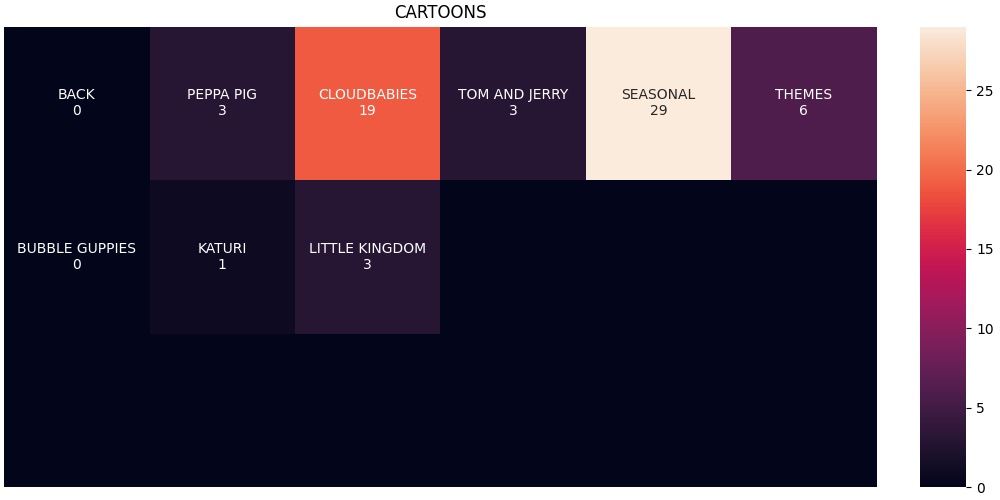 CARTOONS
BACK
0
PEPPA PIG
3
CLOUDBABIES
19
TOM AND JERRY
3
SEASONAL
29
THEMES
6
BUBBLE GUPPIES
0
KATURI
1
LITTLE KINGDOM
3
25
20
15
10
5
0